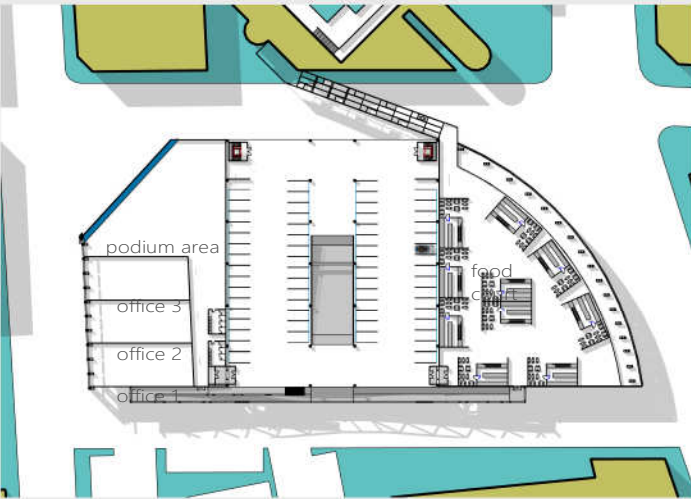 podium area
food
court
office 3
office 2
office 1